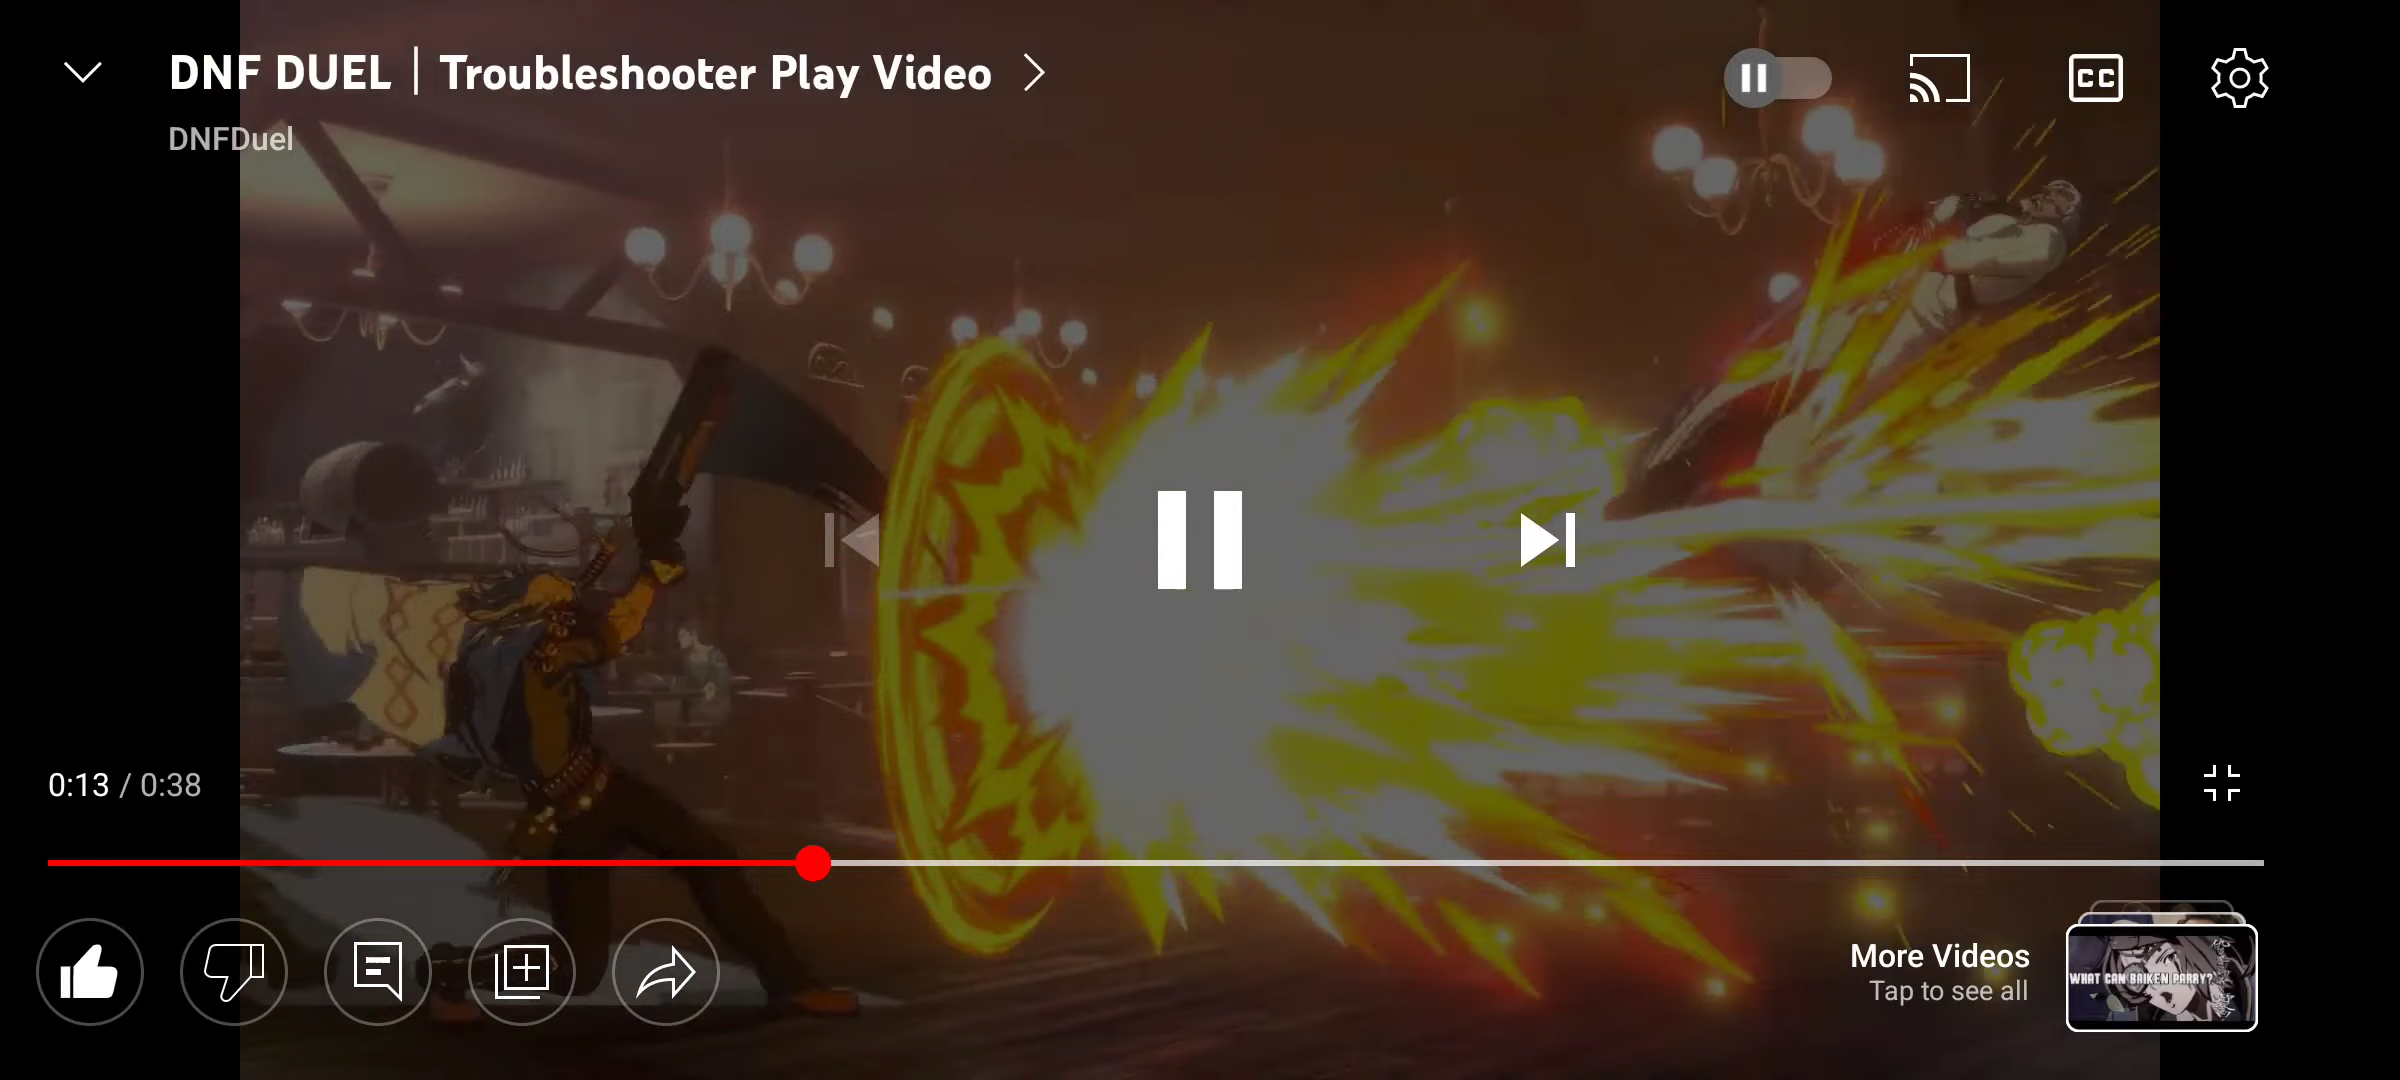 DNF DUEL | Troubleshooter Play Video
DNFDuel
CC
0:13 / 0:38
More Videos
Tap to see all
WHAT CAN BAIKEN PARRY?